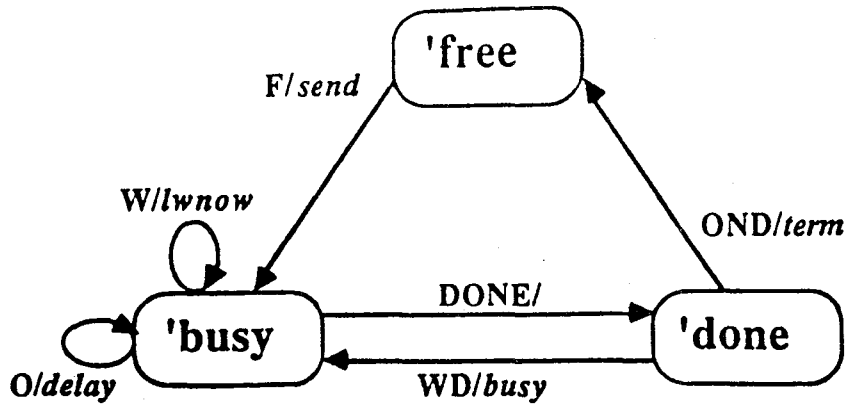 'free
F/send
W/lwnow
OND/term
DONE/
'busy
'done
WD/busy
O/delay